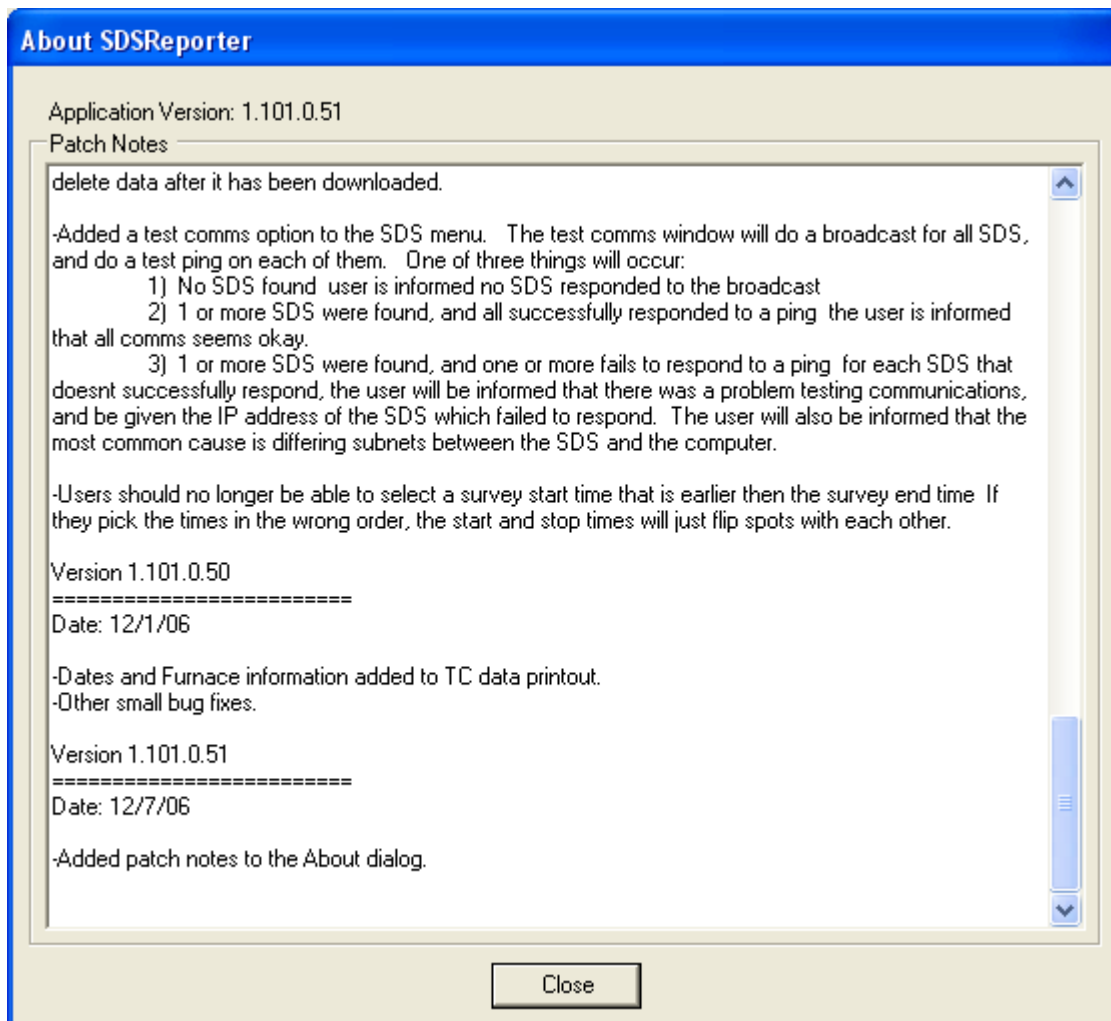 About SDSReporter
Application Version: 1.101.0.51
Patch Notes
delete data after it has been downloaded.
-Added a test comms option to the SDS menu.   The test comms window will do a broadcast for all SDS,
and do a test ping on each of them.   One of three things will occur:
1)  No SDS found  user is informed no SDS responded to the broadcast
2)  1 or more SDS were found, and all successfully responded to a ping  the user is informed
that all comms seems okay.
3)  1 or more SDS were found, and one or more fails to respond to a ping  for each SDS that
doesnt successfully respond, the user will be informed that there was a problem testing communications,
and be given the IP address of the SDS which failed to respond.  The user will also be informed that the
most common cause is differing subnets between the SDS and the computer.
-Users should no longer be able to select a survey start time that is earlier then the survey end time  If
they pick the times in the wrong order, the start and stop times will just flip spots with each other.
Version 1.101.0.50
=========================
Date: 12/1/06
-Dates and Furnace information added to TC data printout.
-Other small bug fixes.
Version 1.101.0.51
=========================
Date: 12/7/06
-Added patch notes to the About dialog.
Close